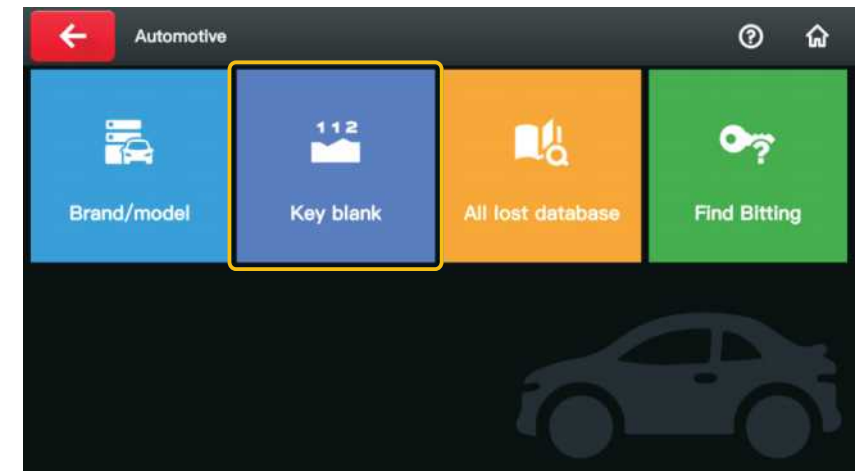 Automotive
112
Brand/model
Key blank
All lost database
Find Bitting